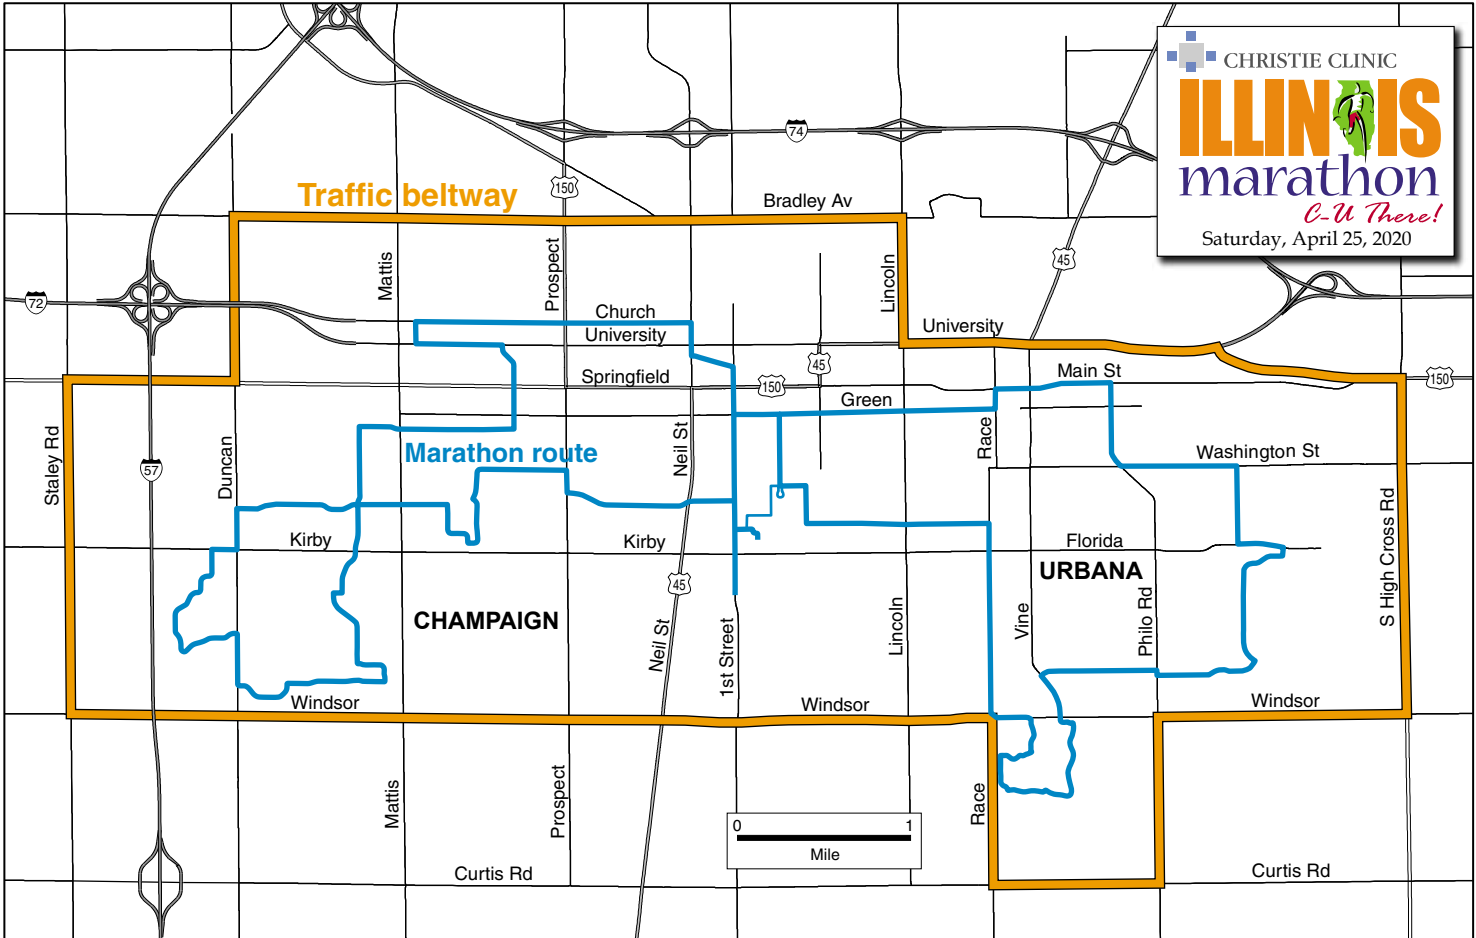 CHRISTIE CLINIC
ILLINOIS
marathon
C-U There!
Saturday, April 25, 2020
74
150
Traffic beltway
Bradley Av
45
Mattis
Prospect
Lincoln
72
Church
University
University
45
Springfield
150
Main St
150
Green
Neil St
Race
Marathon route
Washington St
Staley Rd
57
Duncan
S High Cross Rd
Kirby
Kirby
Florida
URBANA
45
CHAMPAIGN
Neil St
1st Street
Lincoln
Vine
Philo Rd
Windsor
Windsor
Windsor
Mattis
Prospect
Race
0 1
Mile
Curtis Rd
Curtis Rd